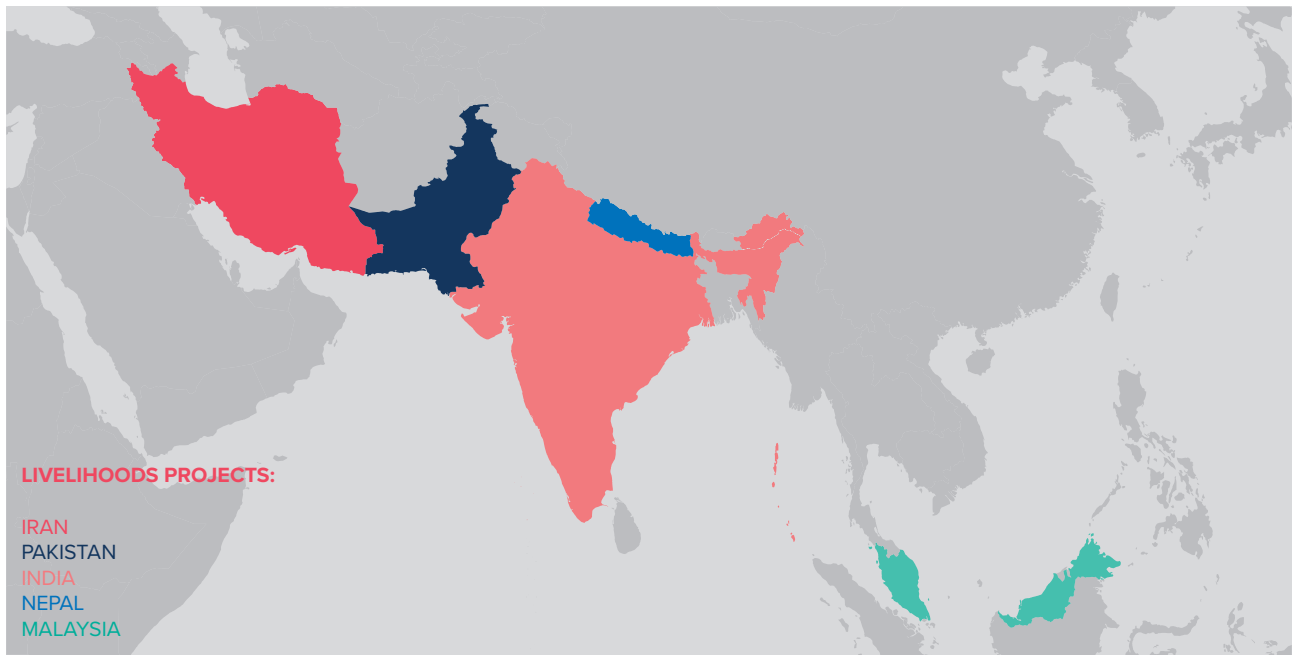 LIVELIHOODS PROJECTS:
IRAN
PAKISTAN
INDIA
NEPAL
MALAYSIA